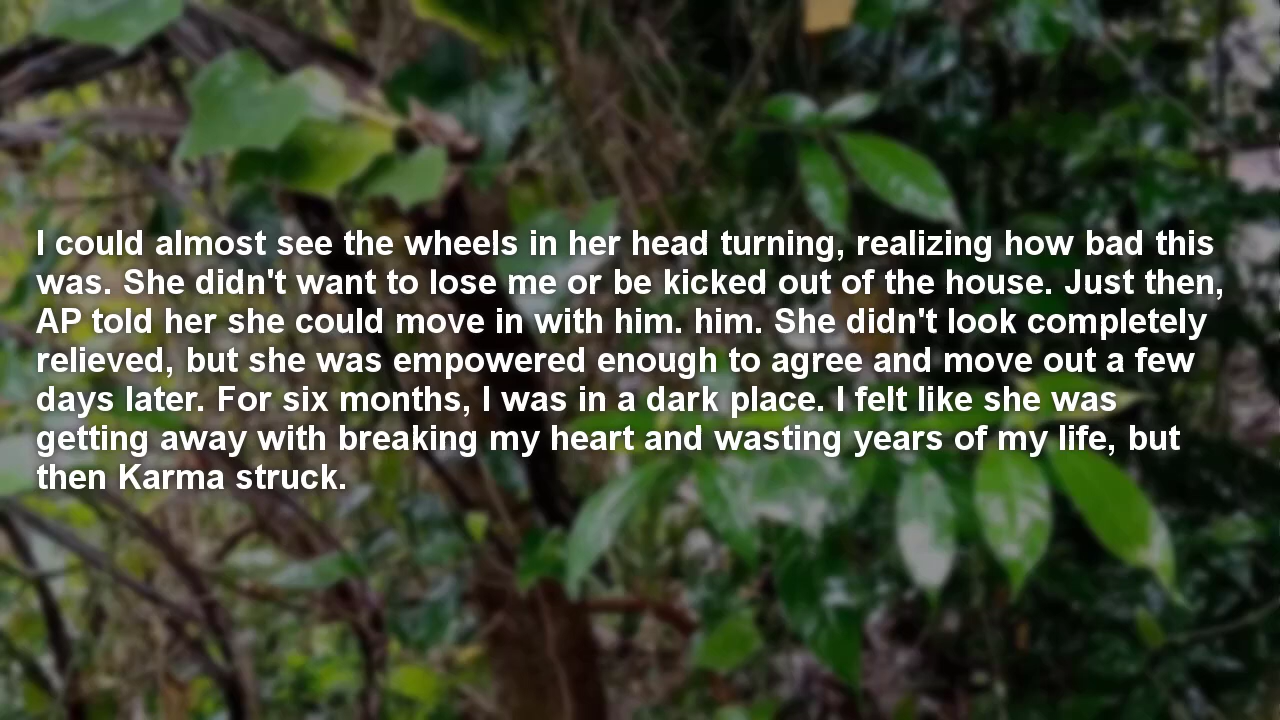 I could almost see the wheels in her head turning, realizing how bad this
was. She didn't want to lose me or be kicked out of the house. Just then,
AP told her she could move in with him. him. She didn't look completely
relieved, but she was empowered enough to agree and move out a few
days later. For six months, I was in a dark place. I felt like she was
getting away with breaking my heart and wasting years of my life, but
then Karma struck.